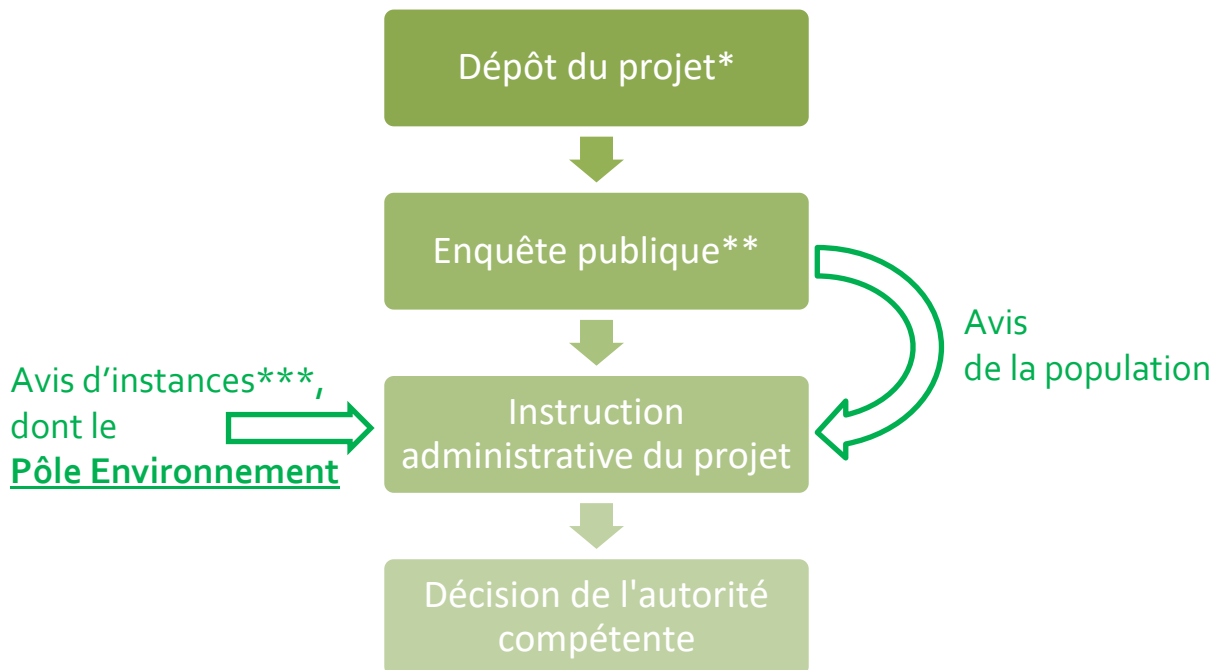 Dépôt du projet*
Enquête publique**
Avis
de la population
Avis d’instances***,
dont le
Pôle Environnement
Instruction
administrative du projet
Décision de l'autorité
compétente